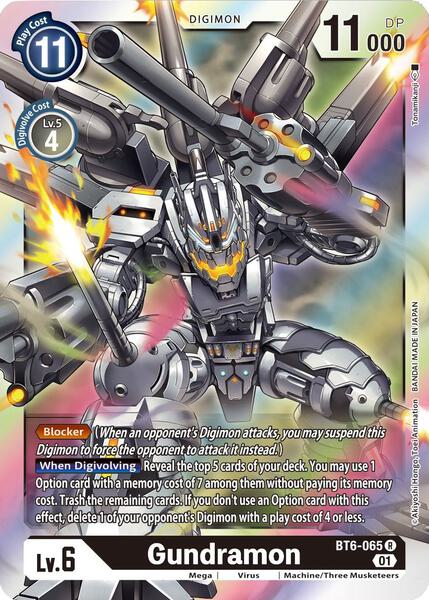 Play Cost
11
DIGIMON
DP
11000
Digivolve Cost
Lv.5
4
Tonamikanji
©Akiyoshi Hongo, Toei Animation BANDAI MADE IN JAPAN
Blocker (When an opponent's Digimon attacks, you may suspend this
Digimon to force the opponent to attack it instead.)
When Digivolving Reveal the top 5 cards of your deck. You may use 1
Option card with a memory cost of 7 among them without paying its memory
cost. Trash the remaining cards. If you don't use an Option card with this
effect, delete 1 of your opponent's Digimon with a play cost of 4 or less.
Lv.6
Gundramon
BT6-065 R
01
Mega | Virus | Machine/Three Musketeers